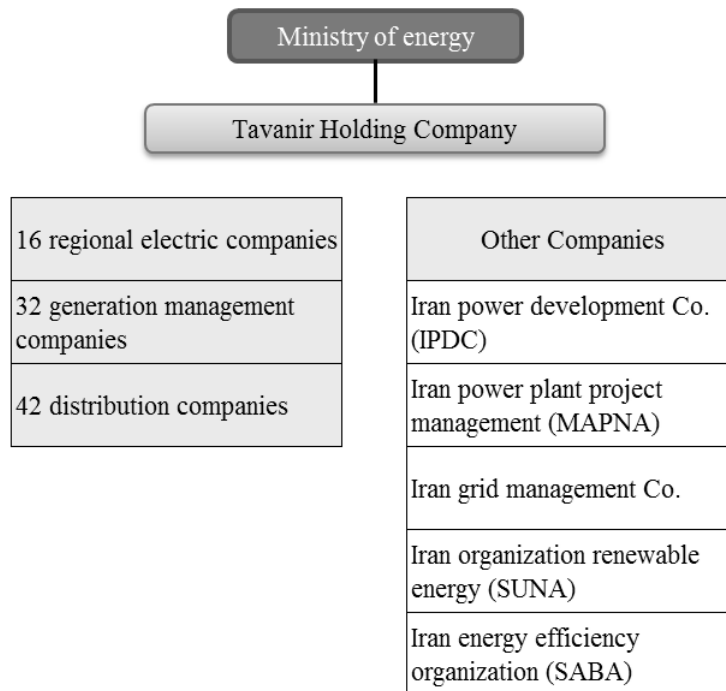 Ministry of energy
Tavanir Holding Company
16 regional electric companies
32 generation management
companies
42 distribution companies
Other Companies
Iran power development Co.
(IPDC)
Iran power plant project
management (MAPNA)
Iran grid management Co.
Iran organization renewable
energy (SUNA)
Iran energy efficiency
organization (SABA)